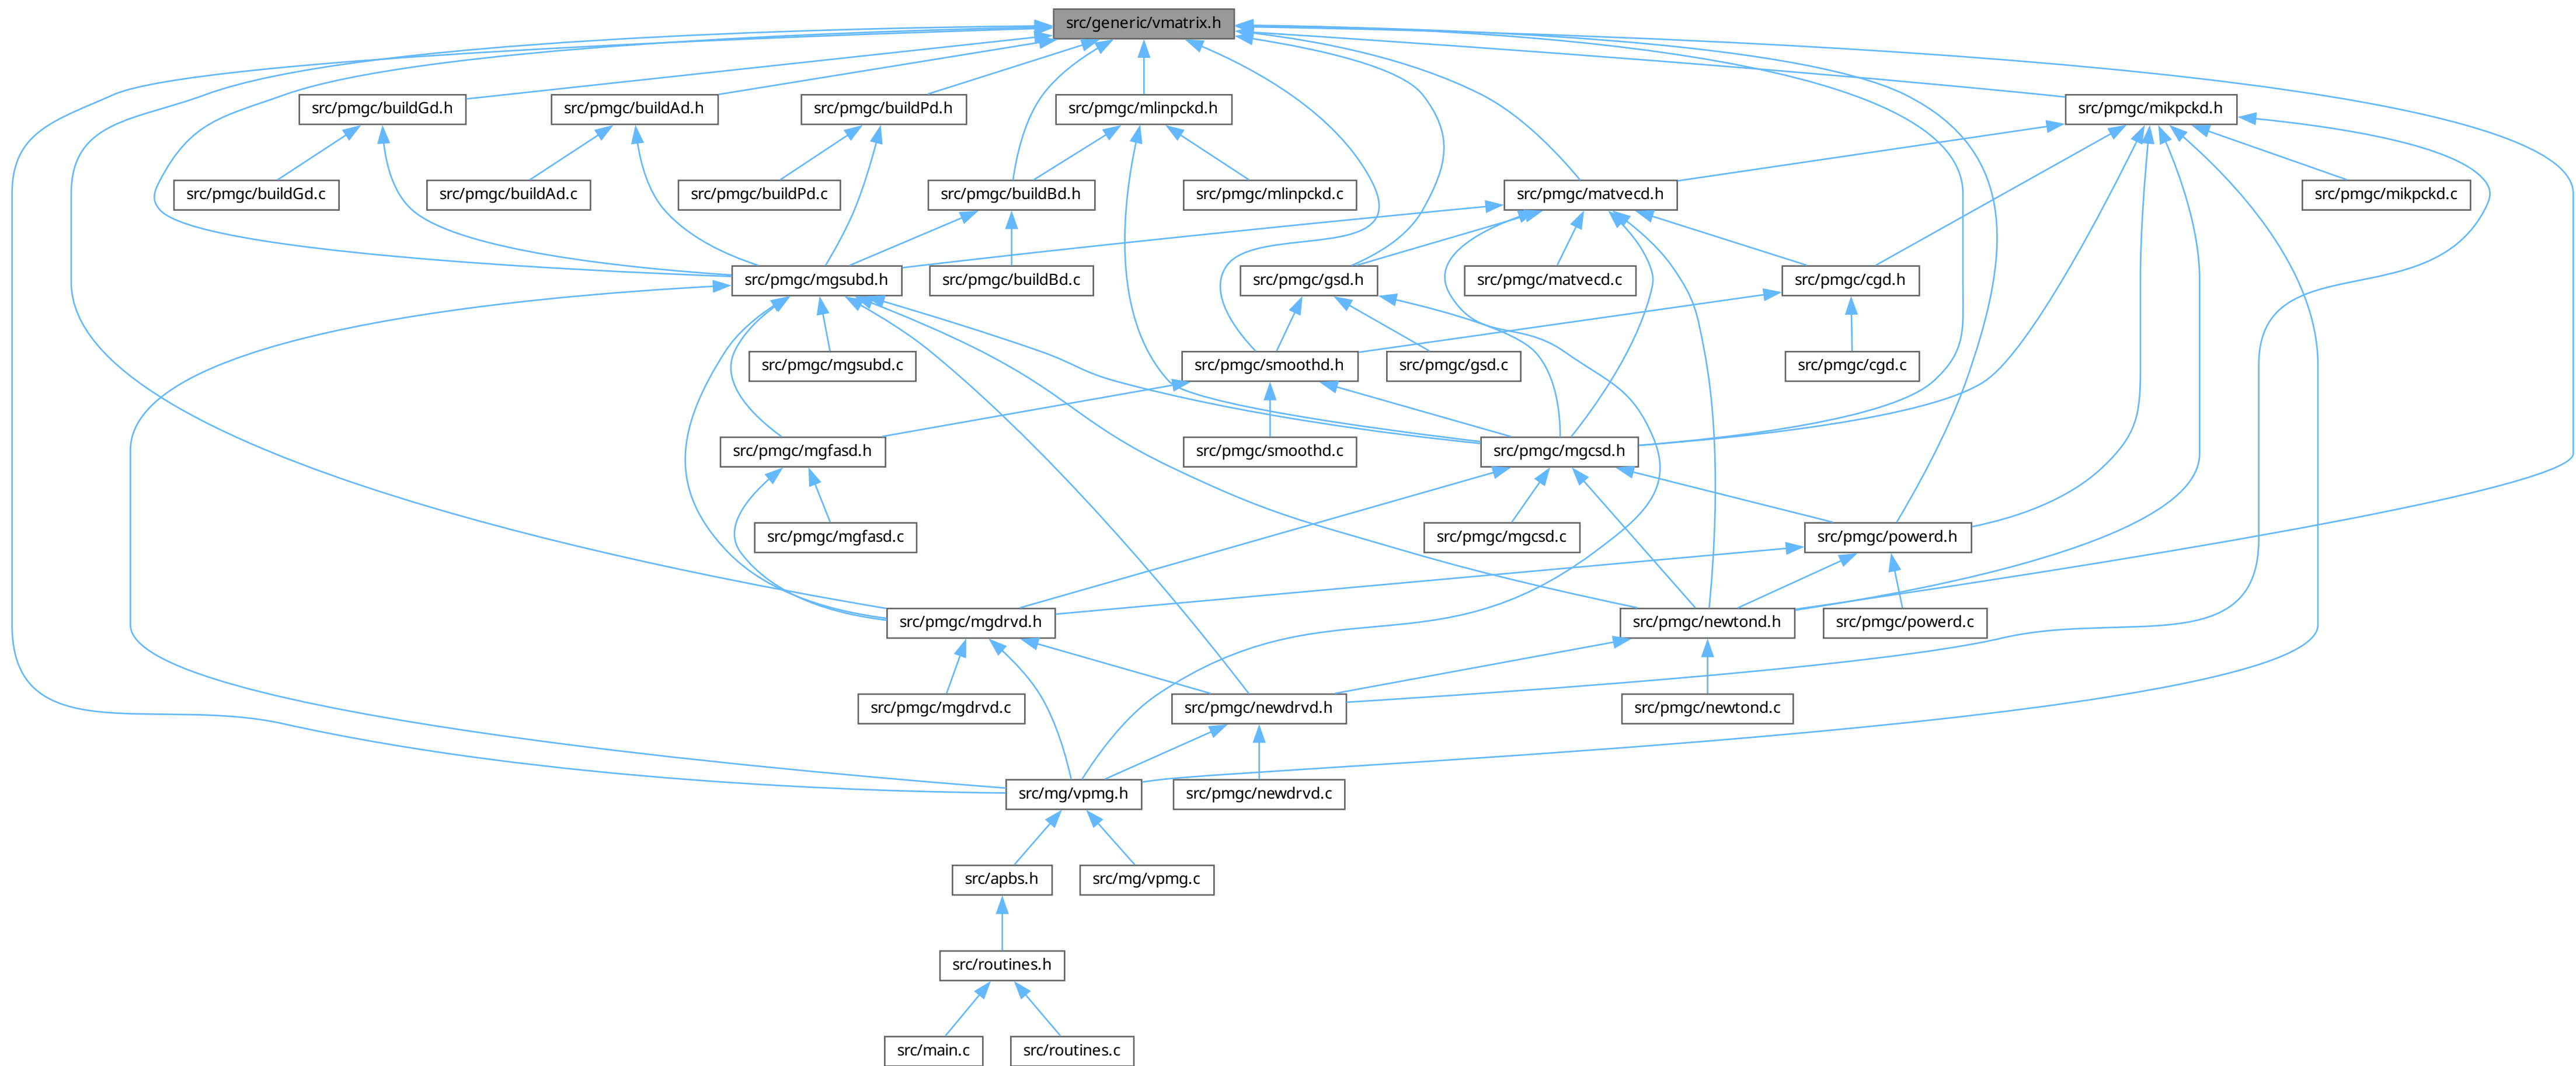 src/generic/vmatrix.h
src/pmgc/buildGd.h
src/pmgc/buildAd.h
src/pmgc/buildPd.h
src/pmgc/mlinpckd.h
src/pmgc/mikpckd.h
src/pmgc/buildGd.c
src/pmgc/buildAd.c
src/pmgc/buildPd.c
src/pmgc/buildBd.h
src/pmgc/mlinpckd.c
src/pmgc/matvecd.h
src/pmgc/mikpckd.c
src/pmgc/mgsubd.h
src/pmgc/buildBd.c
src/pmgc/gsd.h
src/pmgc/matvecd.c
src/pmgc/cgd.h
src/pmgc/mgsubd.c
src/pmgc/smoothd.h
src/pmgc/gsd.c
src/pmgc/cgd.c
src/pmgc/mgfasd.h
src/pmgc/smoothd.c
src/pmgc/mgcsd.h
src/pmgc/mgfasd.c
src/pmgc/mgcsd.c
src/pmgc/powerd.h
src/pmgc/mgdrvd.h
src/pmgc/newtond.h
src/pmgc/powerd.c
src/pmgc/mgdrvd.c
src/pmgc/newdrvd.h
src/pmgc/newtond.c
src/mg/vpmg.h
src/pmgc/newdrvd.c
src/apbs.h
src/mg/vpmg.c
src/routines.h
src/main.c
src/routines.c